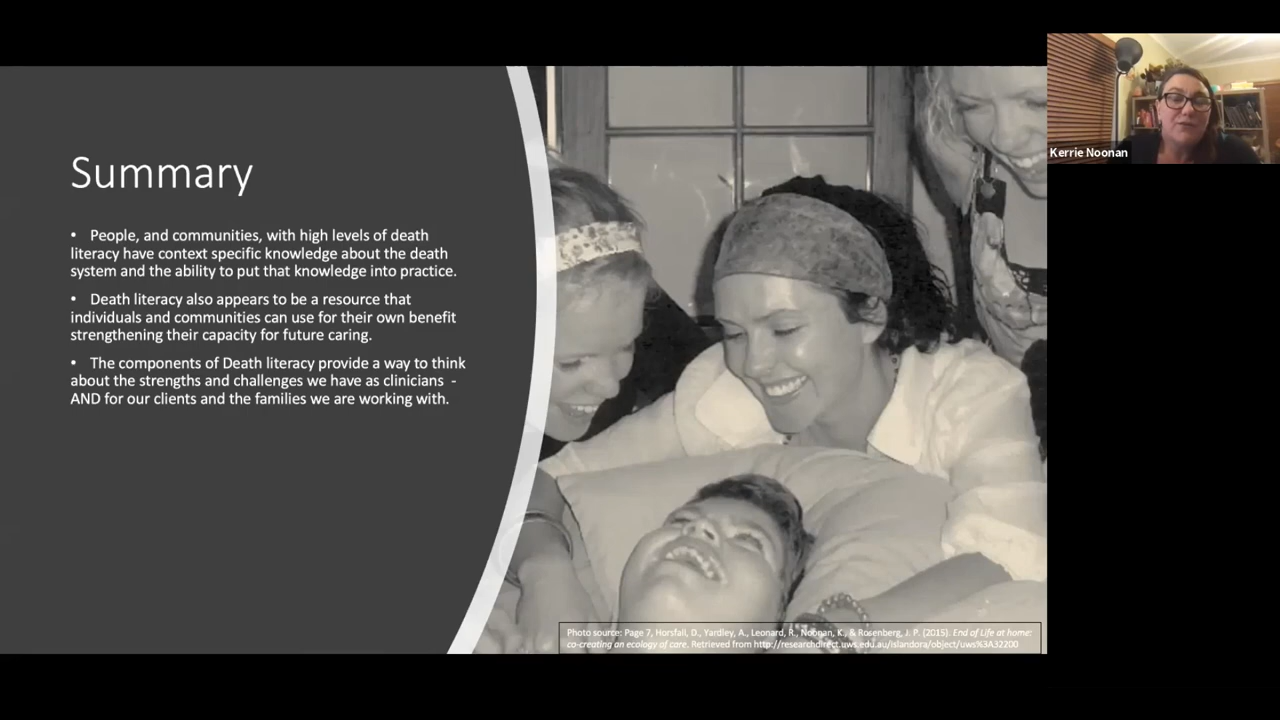 Summary
• People, and communities, with high levels of death
literacy have context specific knowledge about the death
system and the ability to put that knowledge into practice.
• Death literacy also appears to be a resource that
individuals and communities can use for their own benefit
strengthening their capacity for future caring.
• The components of Death literacy provide a way to think
about the strengths and challenges we have as clinicians -
AND for our clients and the families we are working with.
Kerrie Noonan
Photo source: Page 7, Horsfall, D., Yardley, A., Leonard, R., Noonan, K., & Rosenberg, J. P. (2015). End of Life at home:
co-creating an ecology of care. Retrieved from http://researchdirect.uws.edu.au/islandora/object/uws%3A32200